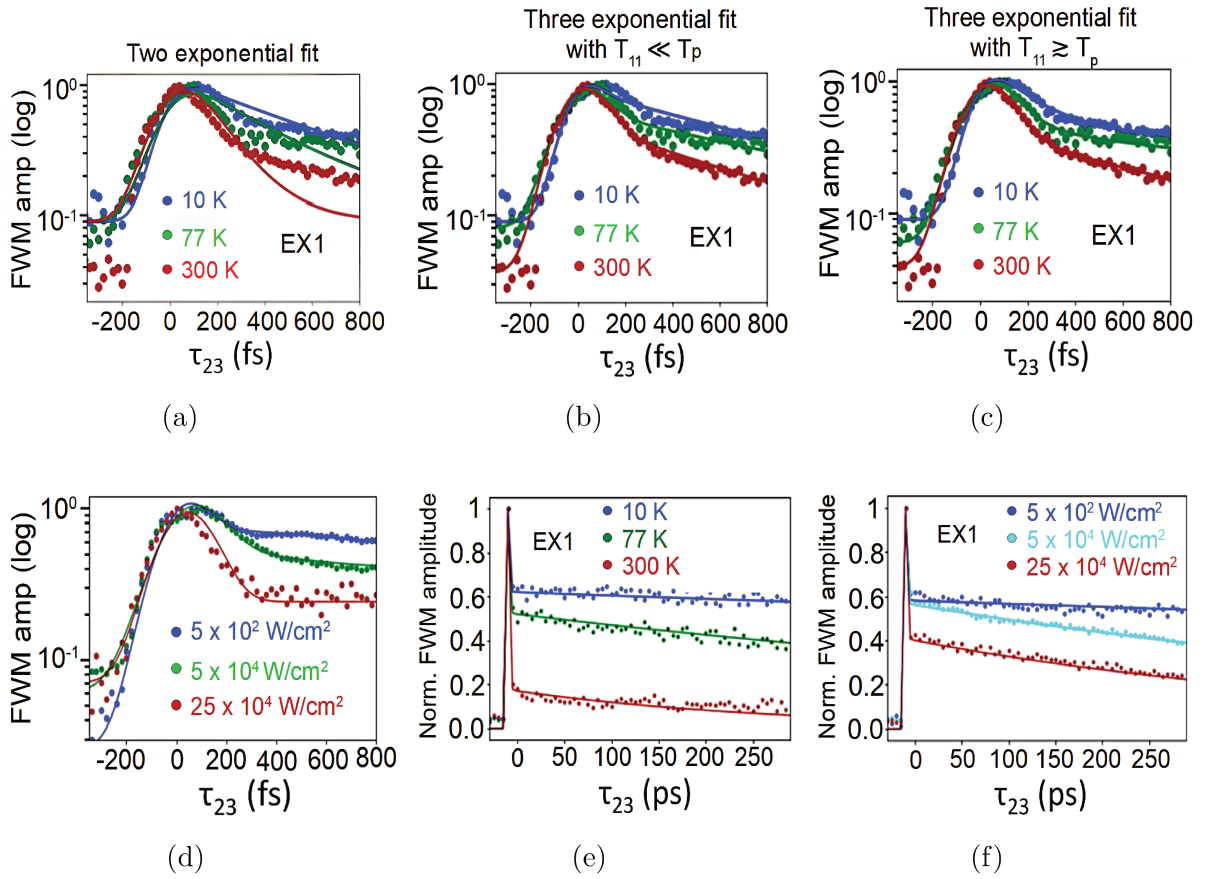 Two exponential fit
FWM amp (log)
10⁰
10⁻¹
10 K
77 K
300 K
EX1
-200 0 200 400 600 800
τ₂₃ (fs)
(a)
Three exponential fit
with T₁₁ ≪ Tp
FWM amp (log)
10⁰
10⁻¹
10 K
77 K
300 K
EX1
-200 0 200 400 600 800
τ₂₃ (fs)
(b)
Three exponential fit
with T₁₁ ≳ Tₚ
FWM amp (log)
10⁰
10⁻¹
10 K
77 K
300 K
EX1
-200 0 200 400 600 800
τ₂₃ (fs)
(c)
FWM amp (log)
10⁰
10⁻¹
5 x 10² W/cm²
5 x 10⁴ W/cm²
25 x 10⁴ W/cm²
-200 0 200 400 600 800
τ₂₃ (fs)
(d)
Norm. FWM amplitude
1
0.8
0.6
0.4
0.2
0.0
EX1
10 K
77 K
300 K
0 50 100 150 200 250
τ₂₃ (ps)
(e)
Norm. FWM amplitude
1
0.8
0.6
0.4
0.2
0.0
EX1
5 x 10² W/cm²
5 x 10⁴ W/cm²
25 x 10⁴ W/cm²
0 50 100 150 200 250
τ₂₃ (ps)
(f)